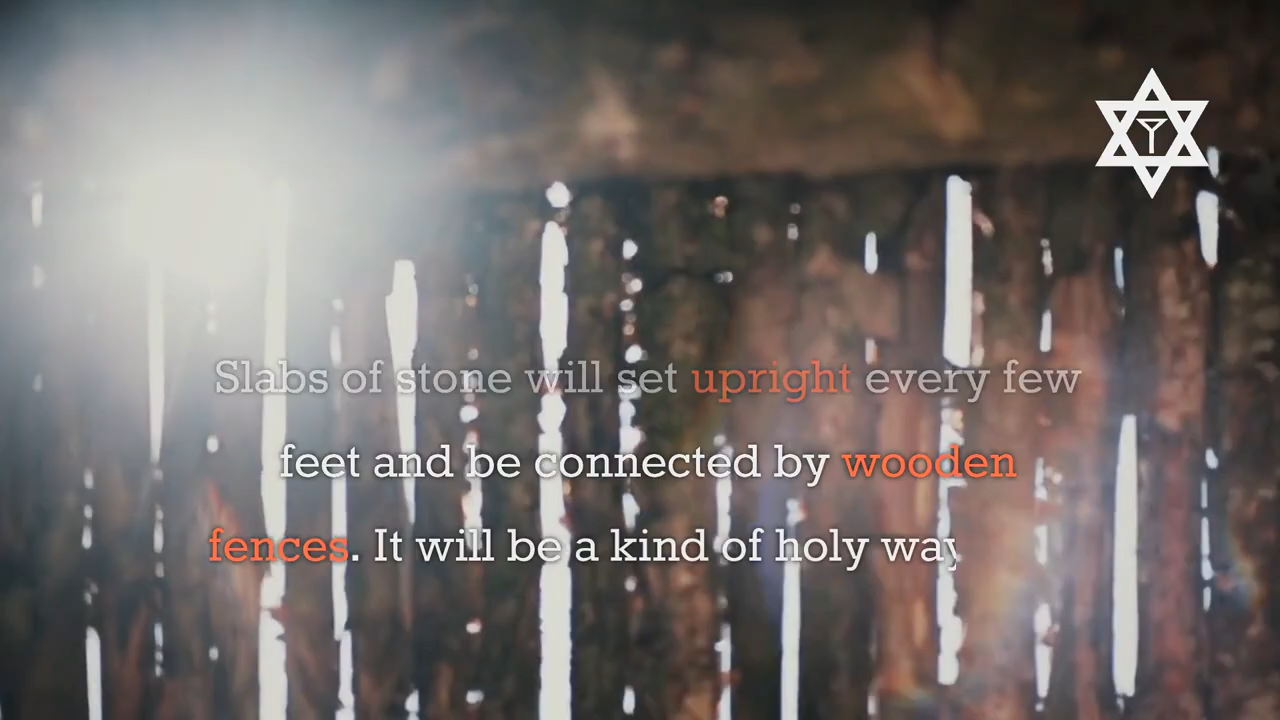 Slabs of stone will set upright every few
feet and be connected by wooden
fences. It will be a kind of holy way